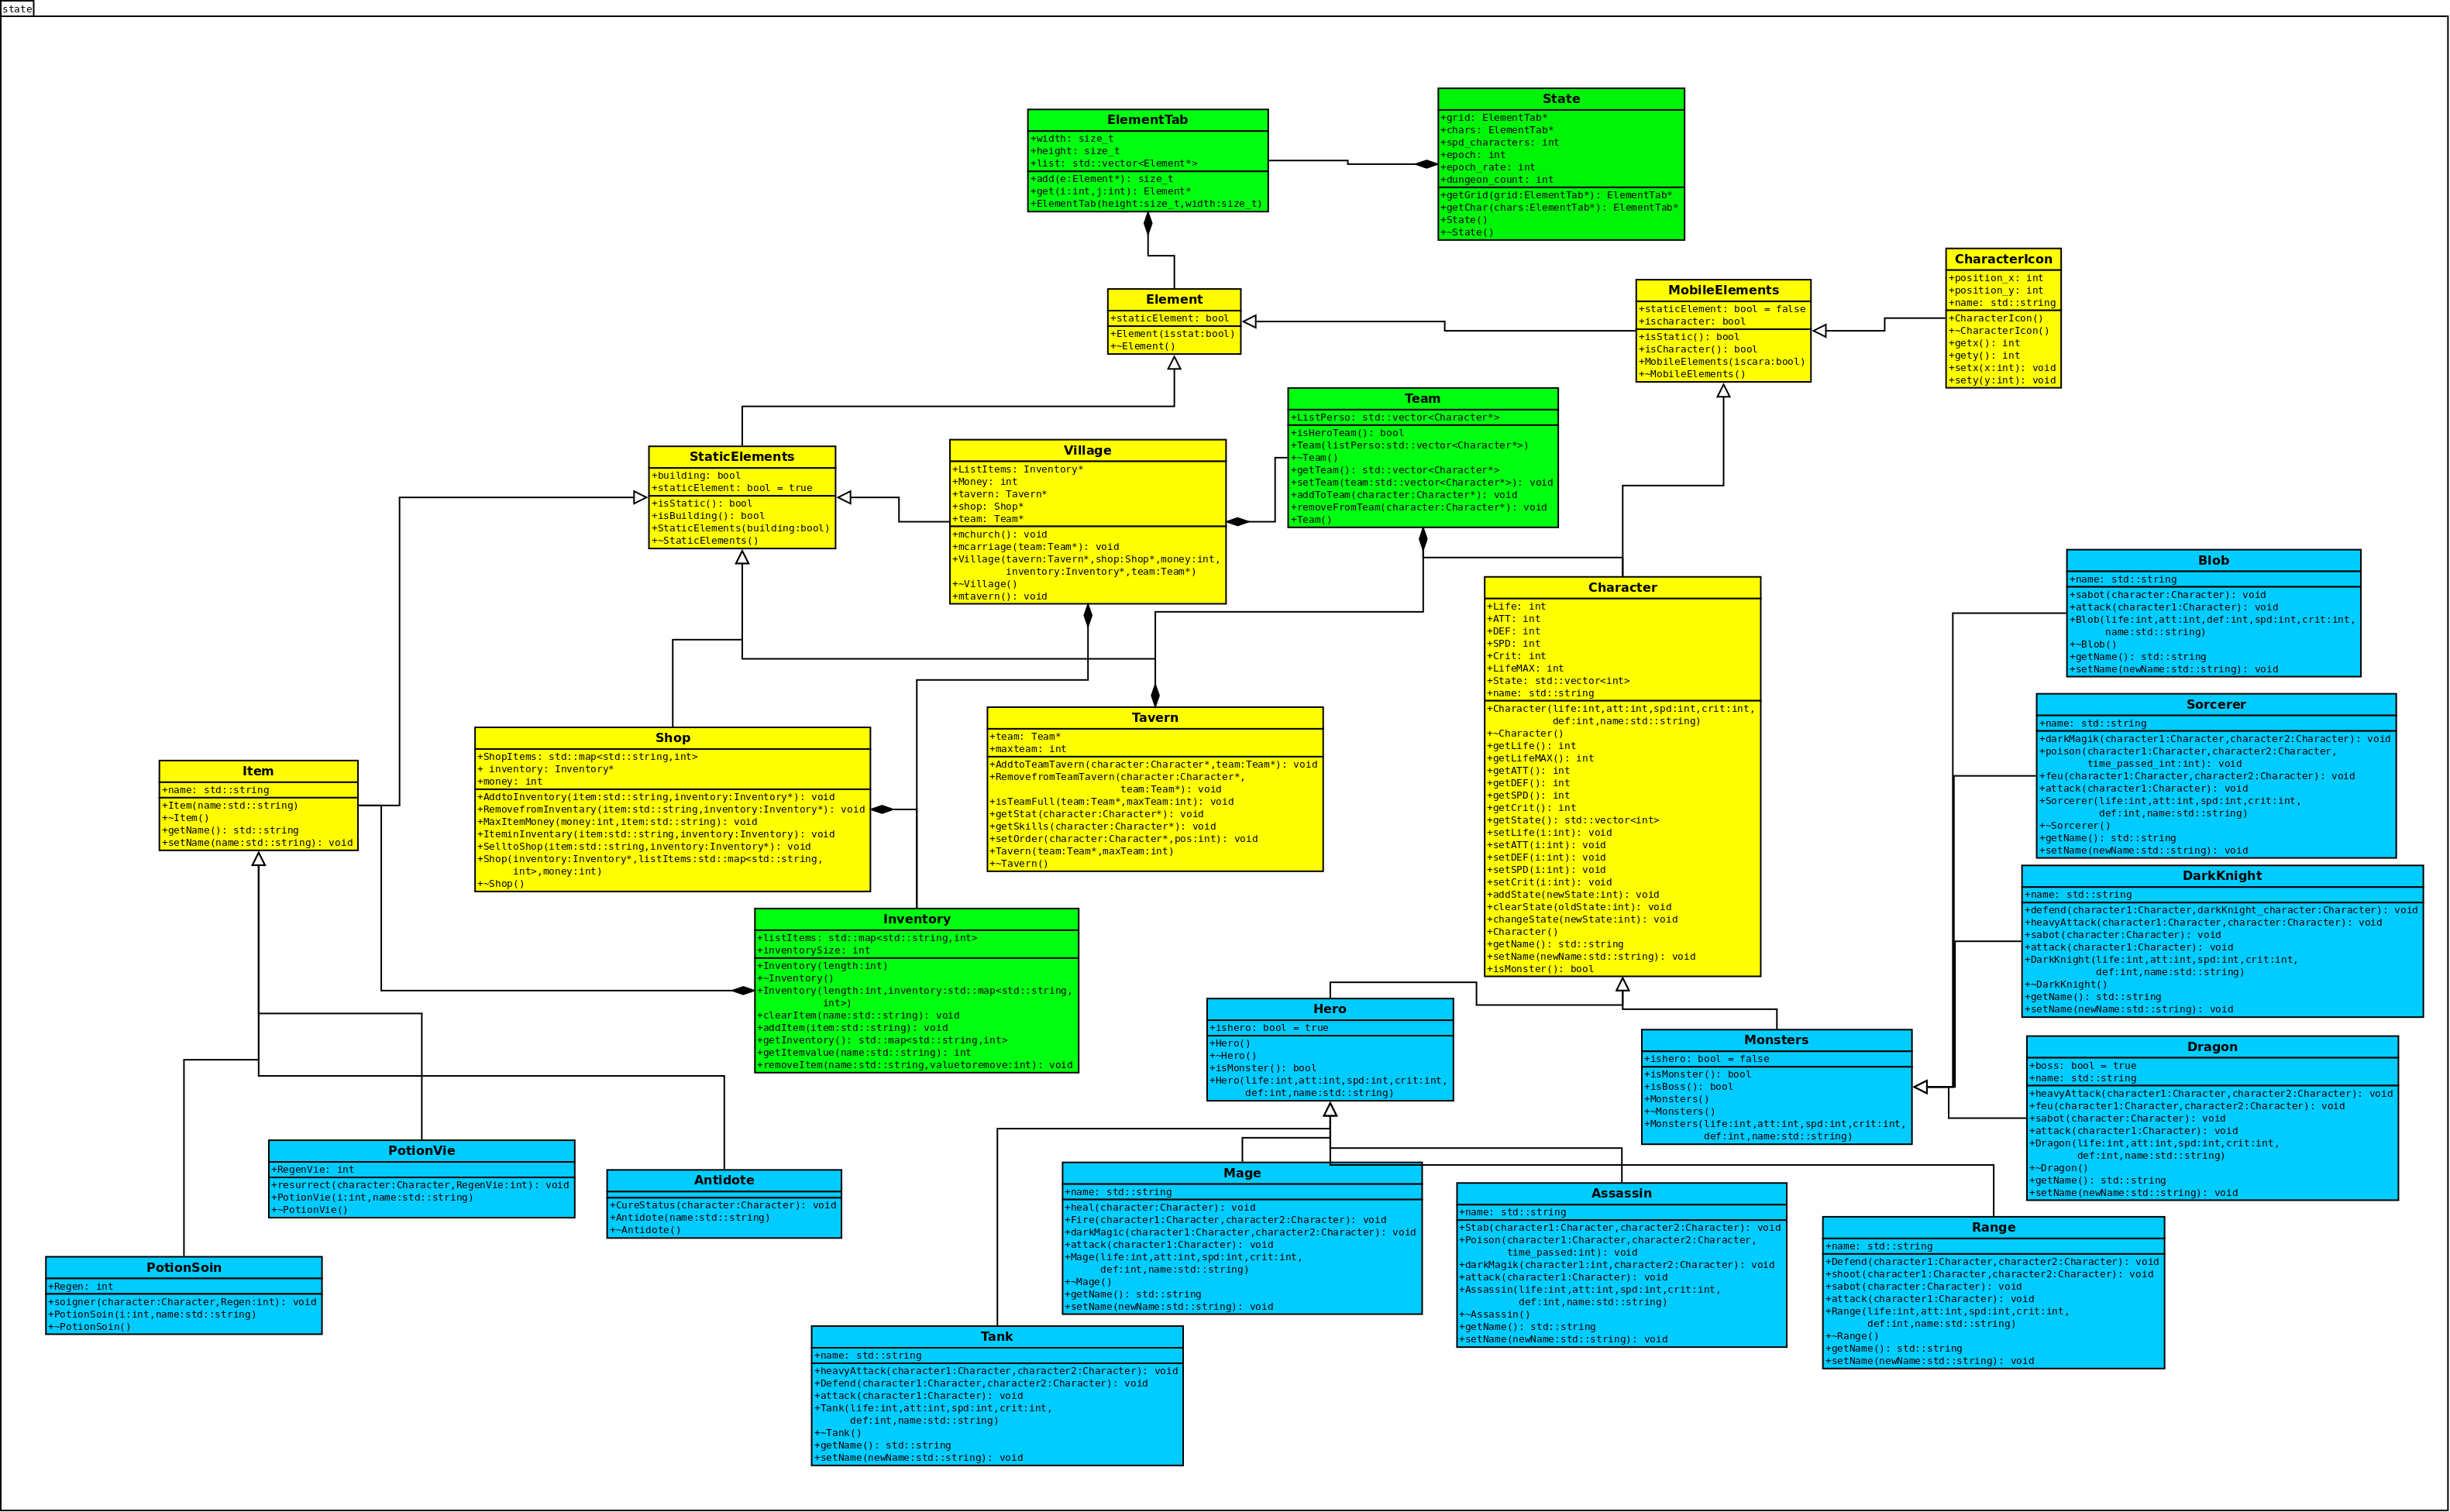 state
State
+grid: ElementTab*
+chars: ElementTab*
+spd_characters: int
+epoch: int
+epoch_rate: int
+dungeon_count: int
+getGrid(grid:ElementTab*): ElementTab*
+getChar(chars:ElementTab*): ElementTab*
+State()
+~State()
ElementTab
+width: size_t
+height: size_t
+list: std::vector<Element*>
+add(e:Element*): size_t
+get(i:int,j:int): Element*
+ElementTab(height:size_t,width:size_t)
CharacterIcon
+position_x: int
+position_y: int
+name: std::string
+CharacterIcon()
+~CharacterIcon()
+getx(): int
+gety(): int
+setx(x:int): void
+sety(y:int): void
MobileElements
+staticElement: bool = false
+ischaracter: bool
+isStatic(): bool
+isCharacter(): bool
+MobileElements(iscara:bool)
+~MobileElements()
Element
+staticElement: bool
+Element(isstat:bool)
+~Element()
Team
+ListPerso: std::vector<Character*>
+isHeroTeam(): bool
+Team(listPerso:std::vector<Character*>)
+~Team()
+getTeam(): std::vector<Character*>
+setTeam(team:std::vector<Character*>): void
+addToTeam(character:Character*): void
+removeFromTeam(character:Character*): void
+Team()
StaticElements
+building: bool
+staticElement: bool = true
+isStatic(): bool
+isBuilding(): bool
+StaticElements(building:bool)
+~StaticElements()
Village
+ListItems: Inventory*
+Money: int
+tavern: Tavern*
+shop: Shop*
+team: Team*
+mchurch(): void
+mcarriage(team:Team*): void
+Village(tavern:Tavern*,shop:Shop*,money:int,
inventory:Inventory*,team:Team*)
+~Village()
+mtavern(): void
Character
+Life: int
+ATT: int
+DEF: int
+SPD: int
+Crit: int
+LifeMAX: int
+State: std::vector<int>
+name: std::string
+Character(life:int,att:int,spd:int,crit:int,
def:int,name:std::string)
+~Character()
+getLife(): int
+getLifeMAX(): int
+getATT(): int
+getDEF(): int
+getSPD(): int
+getCrit(): int
+getState(): std::vector<int>
+setLife(i:int): void
+setATT(i:int): void
+setDEF(i:int): void
+setSPD(i:int): void
+setCrit(i:int): void
+addState(newState:int): void
+clearState(oldState:int): void
+changeState(newState:int): void
+Character()
+getName(): std::string
+setName(newName:std::string): void
+isMonster(): bool
Blob
+name: std::string
+sabot(character:Character): void
+attack(character1:Character): void
+Blob(life:int,att:int,def:int,spd:int,crit:int,
name:std::string)
+~Blob()
+getName(): std::string
+setName(newName:std::string): void
Sorcerer
+name: std::string
+darkMagik(character1:Character,character2:Character): void
+poison(character1:Character,character2:Character,
time_passed_int:int): void
+feu(character1:Character,character2:Character): void
+attack(character1:Character): void
+Sorcerer(life:int,att:int,spd:int,crit:int,
def:int,name:std::string)
+~Sorcerer()
+getName(): std::string
+setName(newName:std::string): void
DarkKnight
+name: std::string
+defend(character1:Character,darkKnight_character:Character): void
+heavyAttack(character1:Character,character:Character): void
+sabot(character:Character): void
+attack(character1:Character): void
+DarkKnight(life:int,att:int,spd:int,crit:int,
def:int,name:std::string)
+~DarkKnight()
+getName(): std::string
+setName(newName:std::string): void
Dragon
+boss: bool = true
+name: std::string
+heavyAttack(character1:Character,character2:Character): void
+feu(character1:Character,character2:Character): void
+sabot(character:Character): void
+attack(character1:Character): void
+Dragon(life:int,att:int,spd:int,crit:int,
def:int,name:std::string)
+~Dragon()
+getName(): std::string
+setName(newName:std::string): void
Item
+name: std::string
+Item(name:std::string)
+~Item()
+getName(): std::string
+setName(name:std::string): void
Shop
+ShopItems: std::map<std::string,int>
+ inventory: Inventory*
+money: int
+AddtoInventory(item:std::string,inventory:Inventory*): void
+RemovefromInventary(item:std::string,inventory:Inventory*): void
+MaxItemMoney(money:int,item:std::string): void
+IteminInventary(item:std::string,inventory:Inventory): void
+SelltoShop(item:std::string,inventory:Inventory*): void
+Shop(inventory:Inventory*,listItems:std::map<std::string,
int>,money:int)
+~Shop()
Tavern
+team: Team*
+maxteam: int
+AddtoTeamTavern(character:Character*,team:Team*): void
+RemovefromTeamTavern(character:Character*,
team:Team*): void
+isTeamFull(team:Team*,maxTeam:int): void
+getStat(character:Character*): void
+getSkills(character:Character*): void
+setOrder(character:Character*,pos:int): void
+Tavern(team:Team*,maxTeam:int)
+~Tavern()
Inventory
+listItems: std::map<std::string,int>
+inventorySize: int
+Inventory(length:int)
+~Inventory()
+Inventory(length:int,inventory:std::map<std::string,
int>)
+clearItem(name:std::string): void
+addItem(item:std::string): void
+getInventory(): std::map<std::string,int>
+getItemvalue(name:std::string): int
+removeItem(name:std::string,valuetoremove:int): void
Hero
+ishero: bool = true
+Hero()
+~Hero()
+isMonster(): bool
+Hero(life:int,att:int,spd:int,crit:int,
def:int,name:std::string)
Monsters
+ishero: bool = false
+isMonster(): bool
+isBoss(): bool
+Monsters()
+~Monsters()
+Monsters(life:int,att:int,spd:int,crit:int,
def:int,name:std::string)
PotionVie
+RegenVie: int
+resurrect(character:Character,RegenVie:int): void
+PotionVie(i:int,name:std::string)
+~PotionVie()
Antidote
+CureStatus(character:Character): void
+Antidote(name:std::string)
+~Antidote()
PotionSoin
+Regen: int
+soigner(character:Character,Regen:int): void
+PotionSoin(i:int,name:std::string)
+~PotionSoin()
Mage
+name: std::string
+heal(character:Character): void
+Fire(character1:Character,character2:Character): void
+darkMagic(character1:Character,character2:Character): void
+attack(character1:Character): void
+Mage(life:int,att:int,spd:int,crit:int,
def:int,name:std::string)
+~Mage()
+getName(): std::string
+setName(newName:std::string): void
Assassin
+name: std::string
+Stab(character1:Character,character2:Character): void
+Poison(character1:Character,character2:Character,
time_passed:int): void
+darkMagik(character1:int,character2:Character): void
+attack(character1:Character): void
+Assassin(life:int,att:int,spd:int,crit:int,
def:int,name:std::string)
+~Assassin()
+getName(): std::string
+setName(newName:std::string): void
Range
+name: std::string
+Defend(character1:Character,character2:Character): void
+shoot(character1:Character,character2:Character): void
+sabot(character:Character): void
+attack(character1:Character): void
+Range(life:int,att:int,spd:int,crit:int,
def:int,name:std::string)
+~Range()
+getName(): std::string
+setName(newName:std::string): void
Tank
+name: std::string
+heavyAttack(character1:Character,character2:Character): void
+Defend(character1:Character,character2:Character): void
+attack(character1:Character): void
+Tank(life:int,att:int,spd:int,crit:int,
def:int,name:std::string)
+~Tank()
+getName(): std::string
+setName(newName:std::string): void